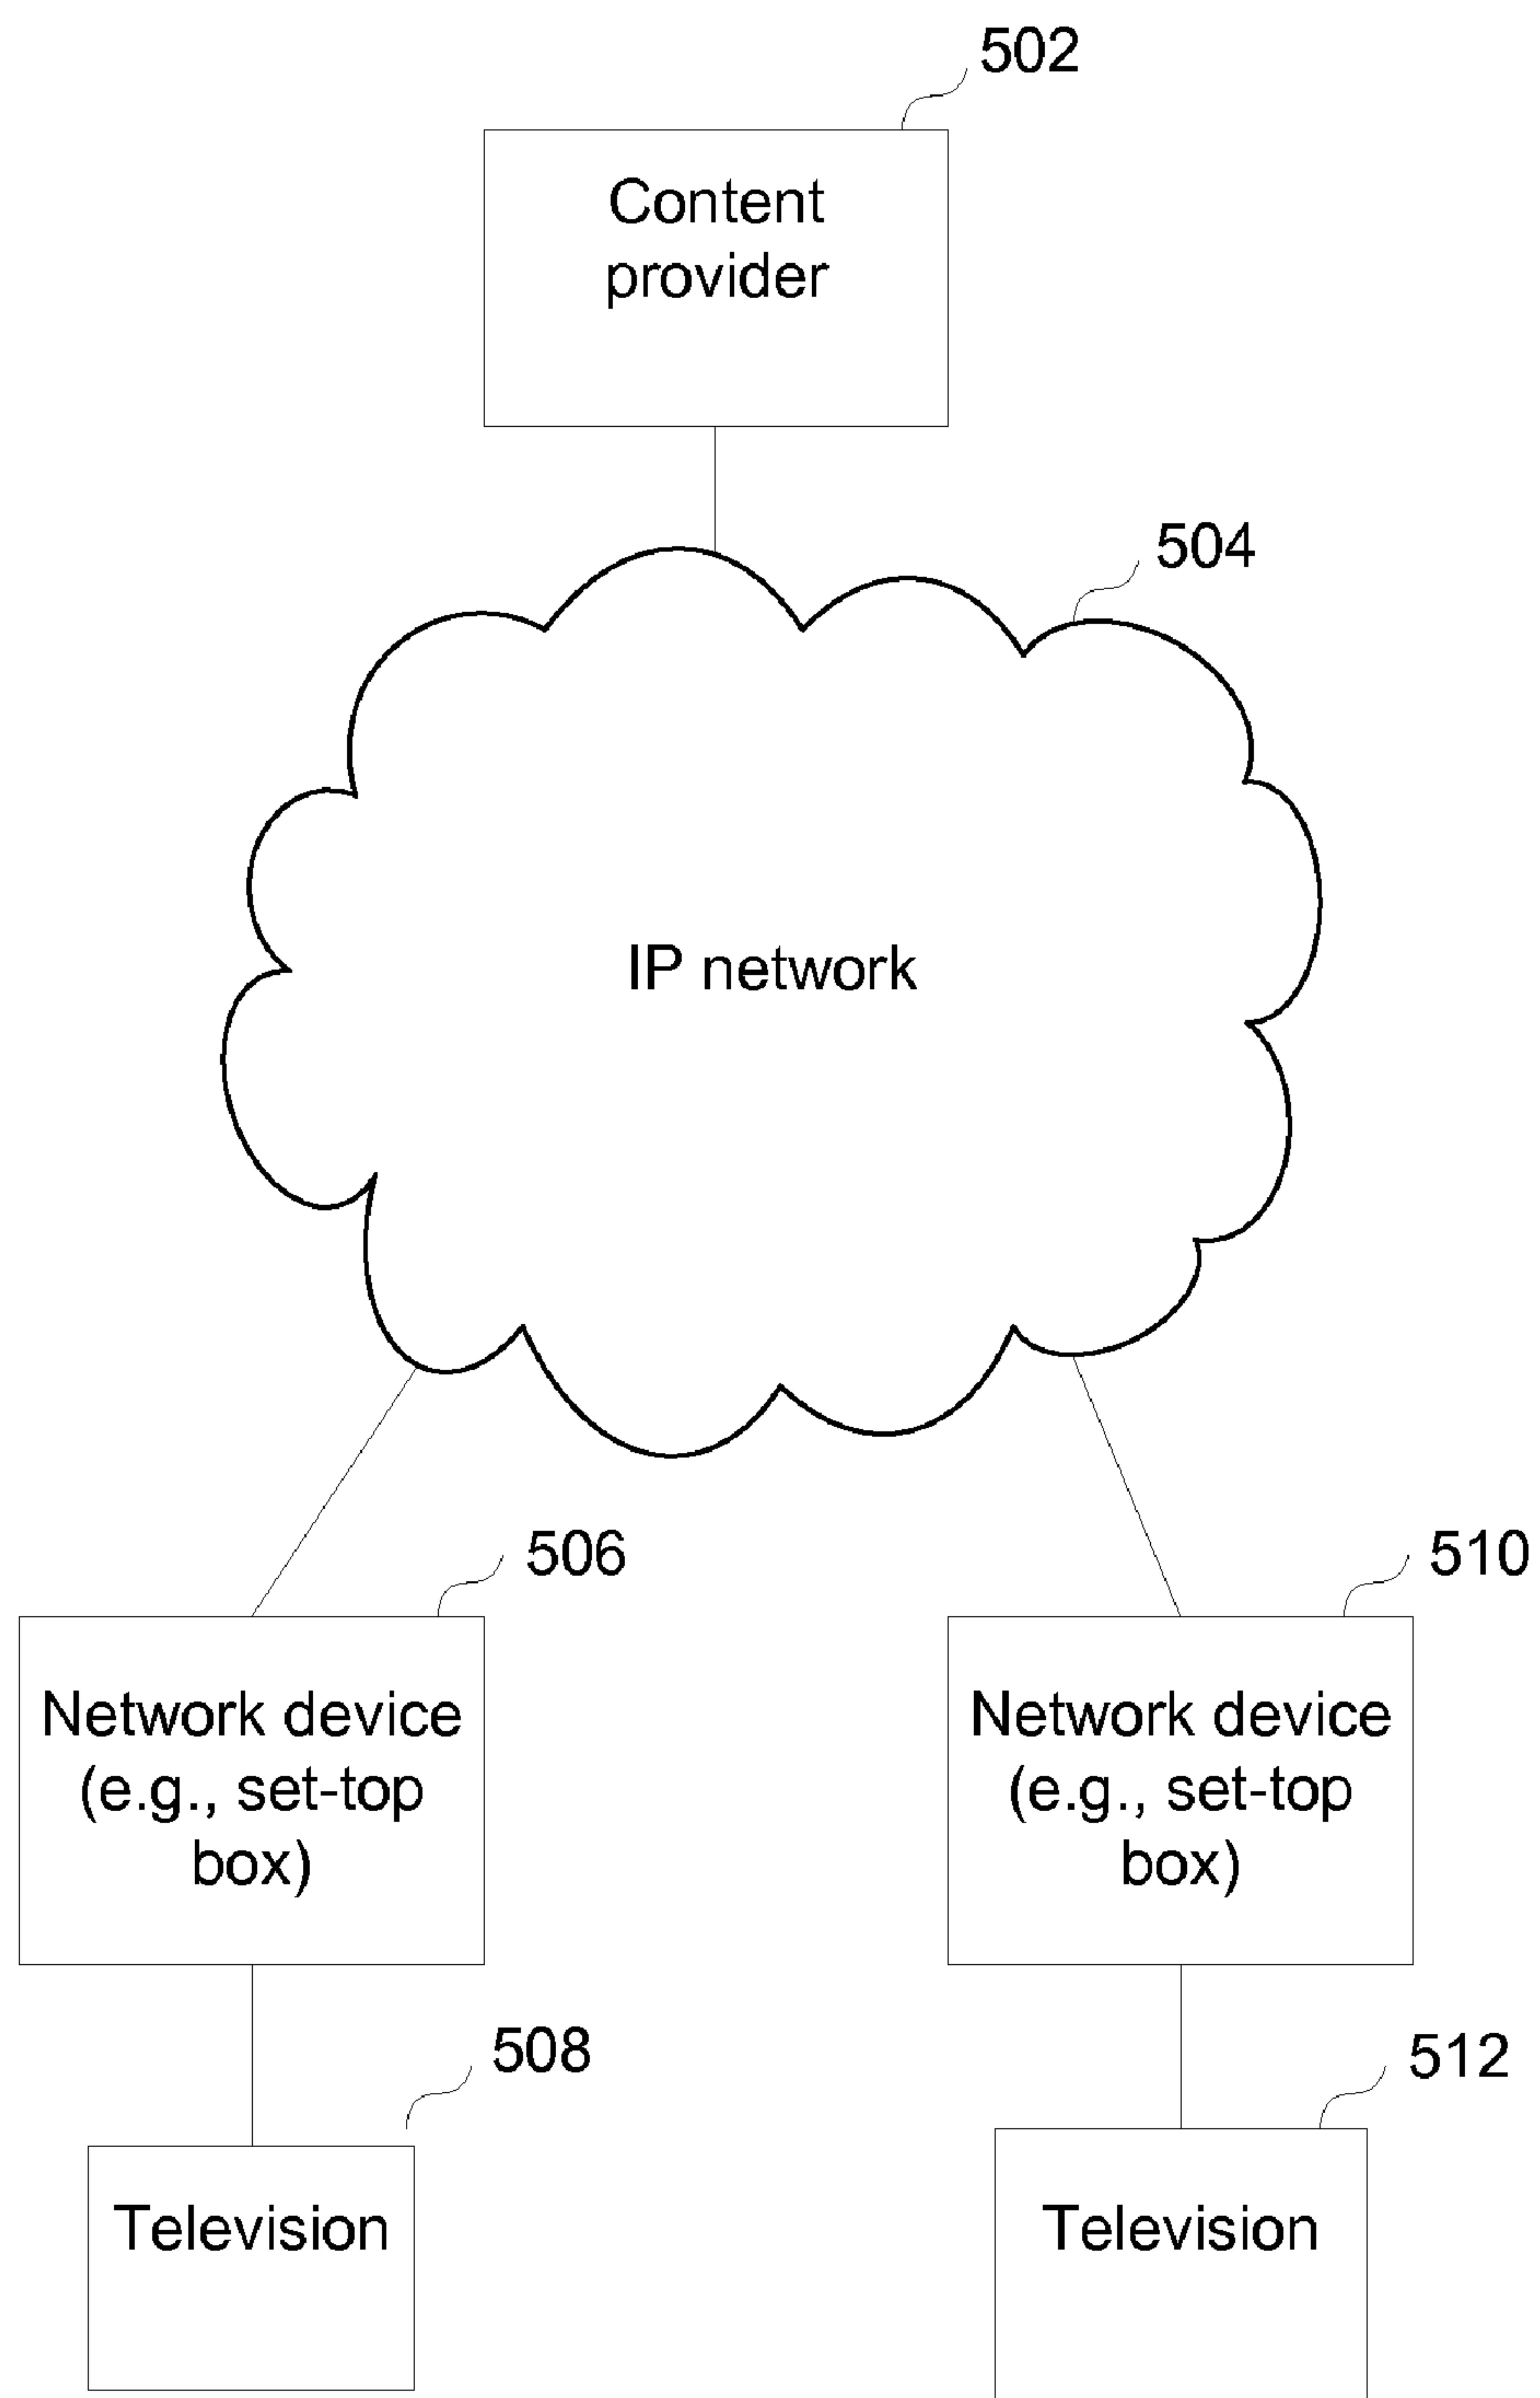 502
Content
provider
504
IP network
506
510
Network device
(e.g., set-top
box)
Network device
(e.g., set-top
box)
508
512
Television
Television